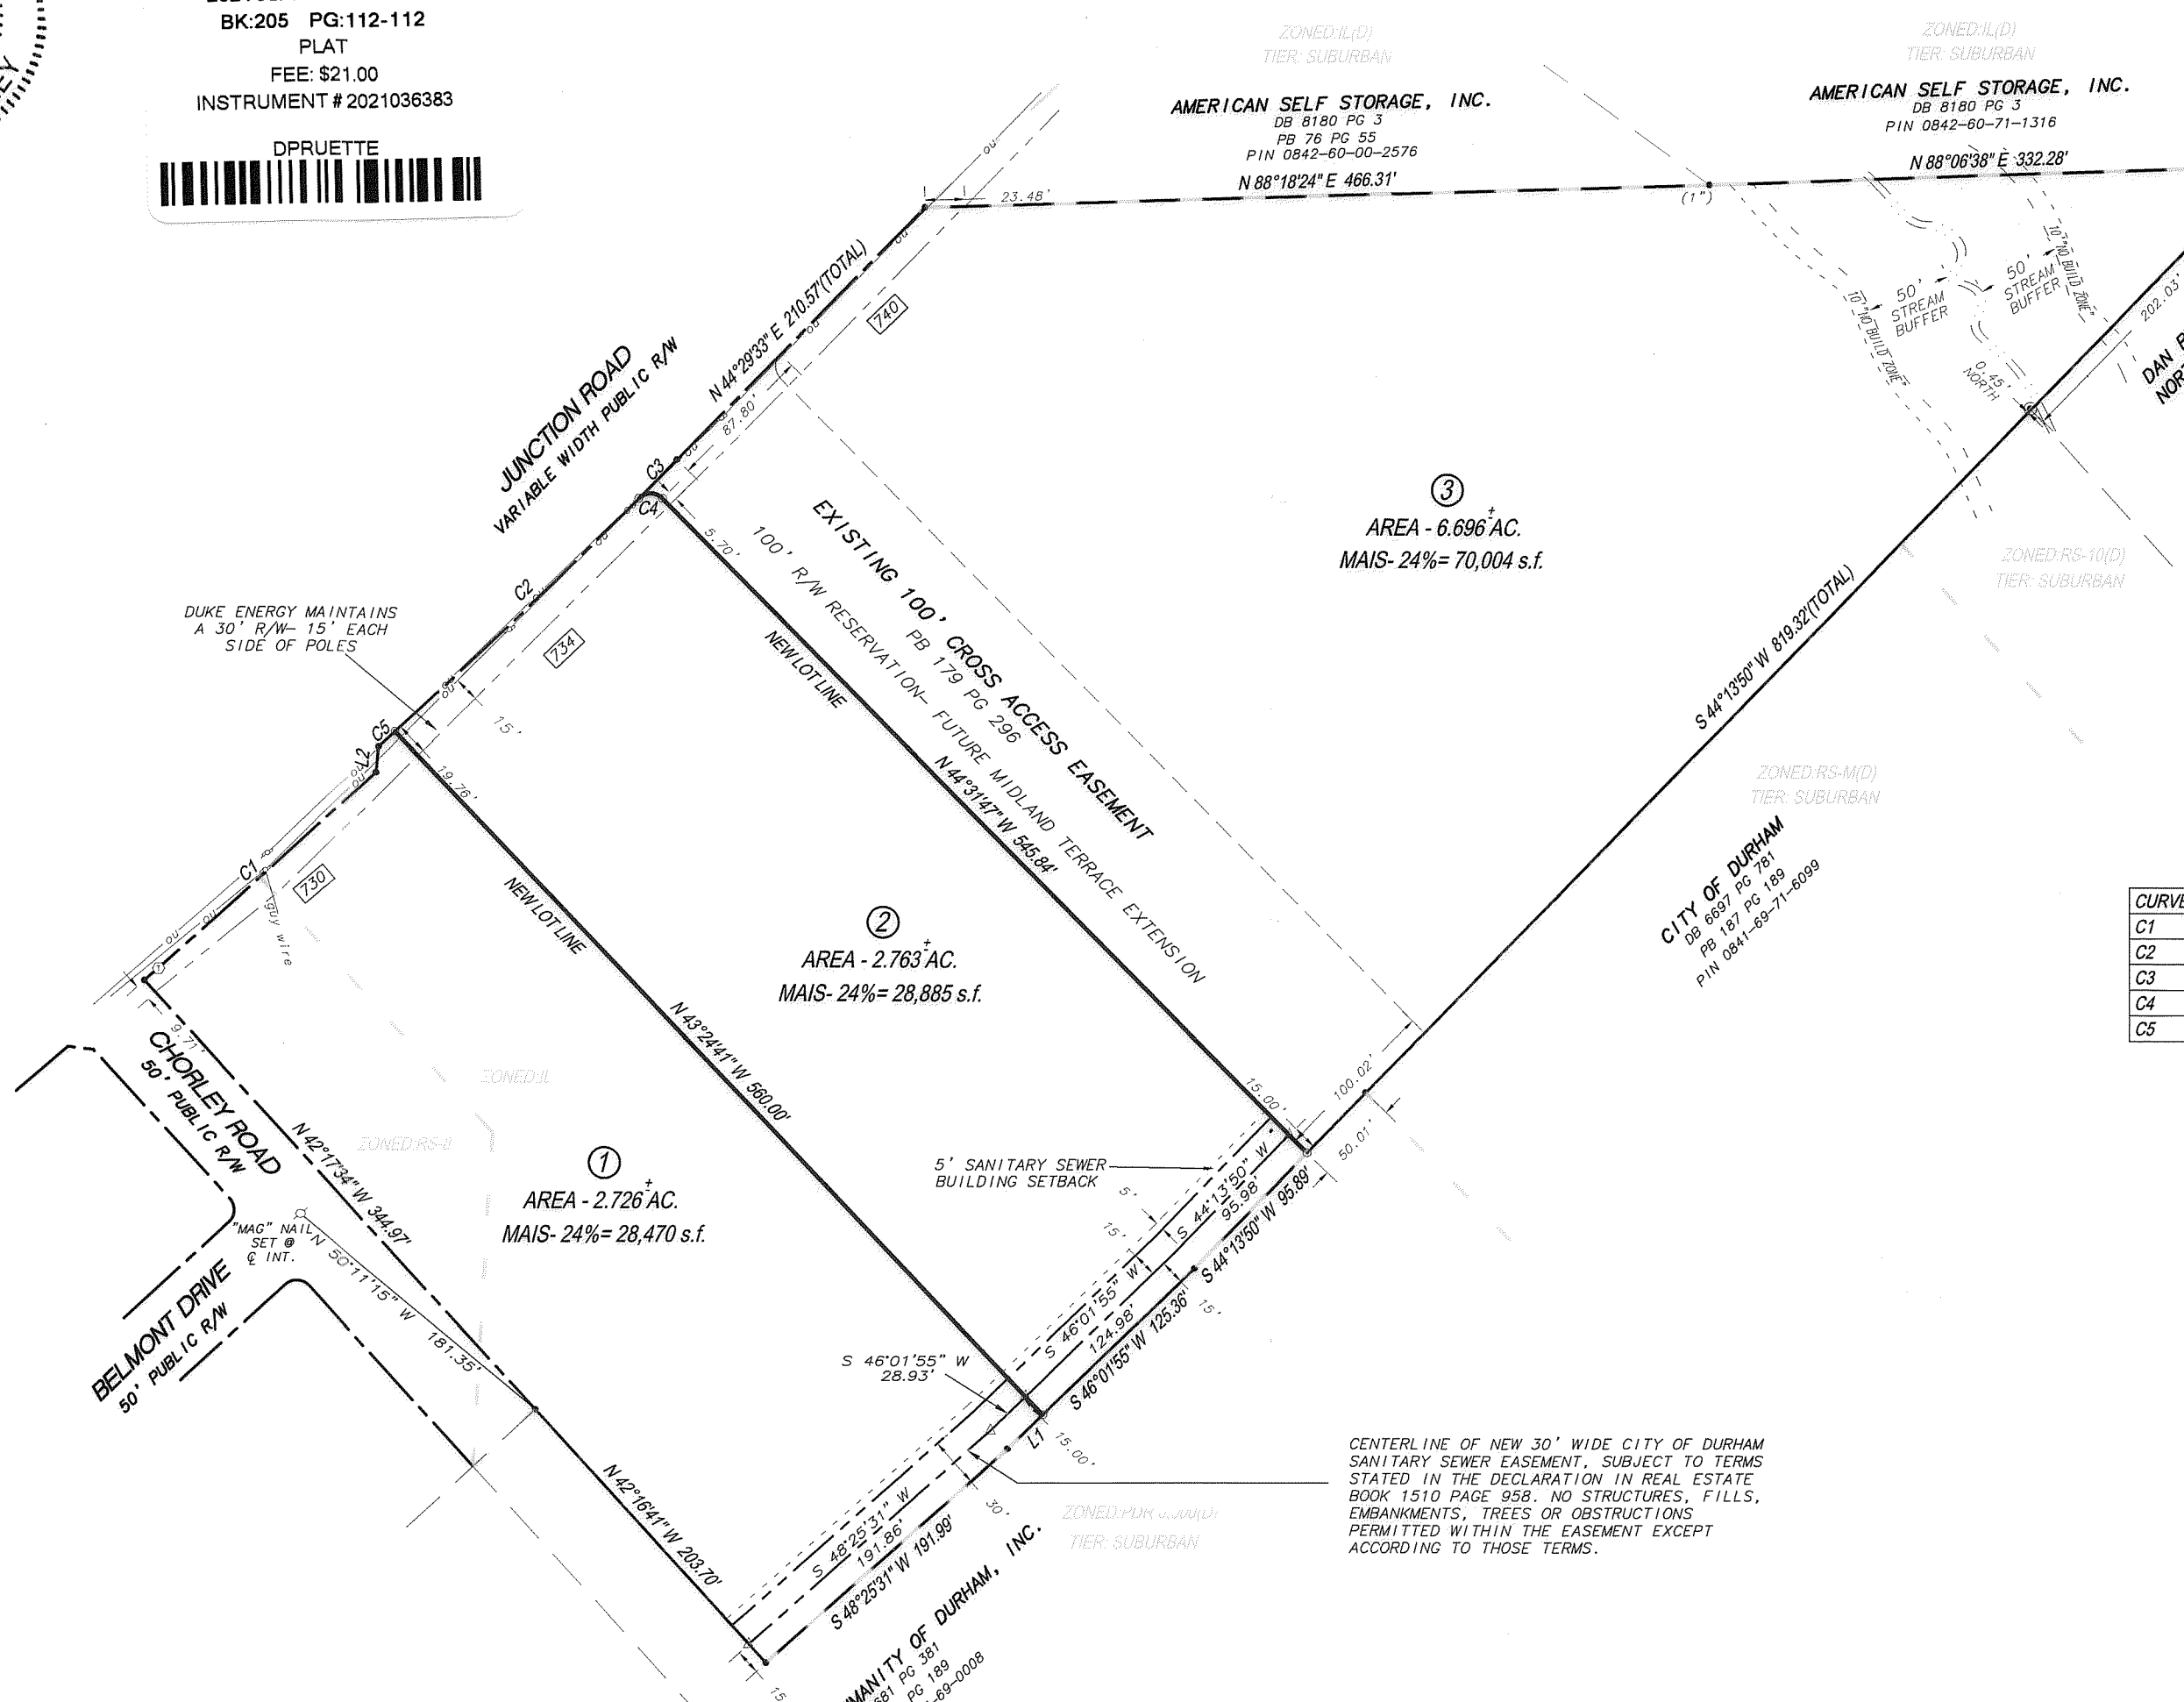 BK:205 PG:112-112
PLAT
FEE: $21.00
INSTRUMENT # 2021036383
DPRUETTE
ZONED:IL(D)
TIER: SUBURBAN
AMERICAN SELF STORAGE, INC.
DB 8180 PG 3
PB 76 PG 55
PIN 0842-60-00-2576
N 88°18'24" E 466.31'
ZONED:IL(D)
TIER: SUBURBAN
AMERICAN SELF STORAGE, INC.
DB 8180 PG 3
PIN 0842-60-71-1316
N 88°06'38" E 332.28'
23.48'
(1")
OU
OU
N 44°29'33" E 210.57'(TOTAL)
740
87.80'
JUNCTION ROAD
VARIABLE WIDTH PUBLIC R/W
C3
C4
5.70'
10' "NO BUILD ZONE"
50'
STREAM
BUFFER
50'
STREAM
BUFFER
10' "NO BUILD ZONE"
0.45'
NORTH
202.03'
DAN
3
AREA - 6.696± AC.
MAIS- 24%= 70,004 s.f.
ZONED:RS-10(D)
TIER: SUBURBAN
S 44°13'50" W 819.32'(TOTAL)
ZONED:RS-M(D)
TIER: SUBURBAN
CITY OF DURHAM
DB 6697 PG 781
PB 187 PG 189
PIN 0841-69-71-6099
EXISTING 100' CROSS ACCESS EASEMENT
PB 179 PG 296
100' R/W RESERVATION- FUTURE MIDLAND TERRACE EXTENSION
NEW LOT LINE
N 44°31'47" W 545.84'
C2
734
15'
DUKE ENERGY MAINTAINS
A 30' R/W- 15' EACH
SIDE OF POLES
C5
L2
19.76'
C1
730
guy wire
OU
OU
NEW LOT LINE
N 43°24'41" W 560.00'
2
AREA - 2.763± AC.
MAIS- 24%= 28,885 s.f.
CURVE
C1
C2
C3
C4
C5
9.71'
CHORLEY ROAD
50' PUBLIC R/W
ZONED:IL
ZONED:RS-8
N 42°17'34" W 344.97'
1
AREA - 2.726± AC.
MAIS- 24%= 28,470 s.f.
"MAG" NAIL
SET @
℄ INT.
N 50°11'15" W 181.35'
BELMONT DRIVE
50' PUBLIC R/W
5' SANITARY SEWER
BUILDING SETBACK
15.00'
100.02'
50.01'
5'
15'
S 44°13'50" W
95.98'
S 44°13'50" W 95.89'
S 46°01'55" W
124.98'
S 46°01'55" W 125.36'
15'
S 46°01'55" W
28.93'
L1
15.00'
30'
N 42°16'41" W 203.70'
S 48°25'31" W
191.86'
S 48°25'31" W 191.99'
TIER: SUBURBAN
CENTERLINE OF NEW 30' WIDE CITY OF DURHAM
SANITARY SEWER EASEMENT, SUBJECT TO TERMS
STATED IN THE DECLARATION IN REAL ESTATE
BOOK 1510 PAGE 958. NO STRUCTURES, FILLS,
EMBANKMENTS, TREES OR OBSTRUCTIONS
PERMITTED WITHIN THE EASEMENT EXCEPT
ACCORDING TO THOSE TERMS.
MANITY OF DURHAM, INC.
681 PG 381
PG 189
-69-0008
15